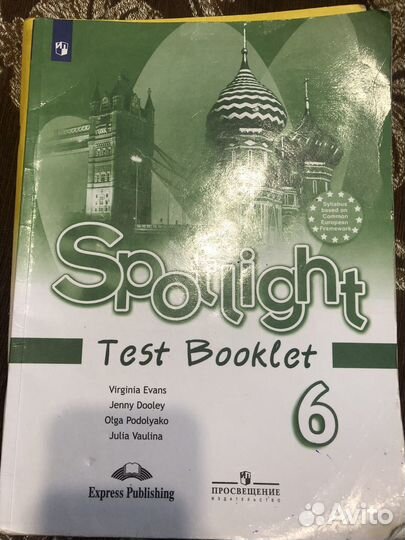 Syllabus
based on
Common
European
Framework
Spotlight
Test Booklet
Virginia Evans
Jenny Dooley
Olga Podolyako
Julia Vaulina
6
Express Publishing
ПРОСВЕЩЕНИЕ
ИЗДАТЕЛЬСТВО
Avito